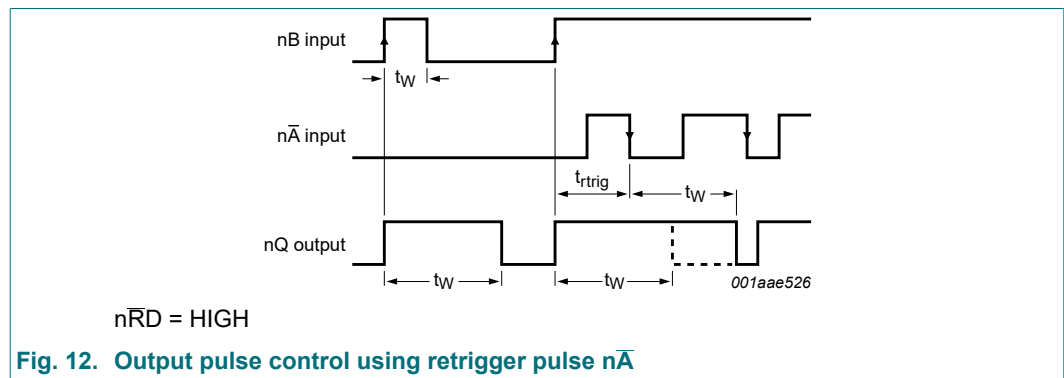 nB input
tW
nA̅ input
trtrig
tW
nQ output
tW
tW
001aae526
nR̅D = HIGH
Fig. 12. Output pulse control using retrigger pulse nA̅